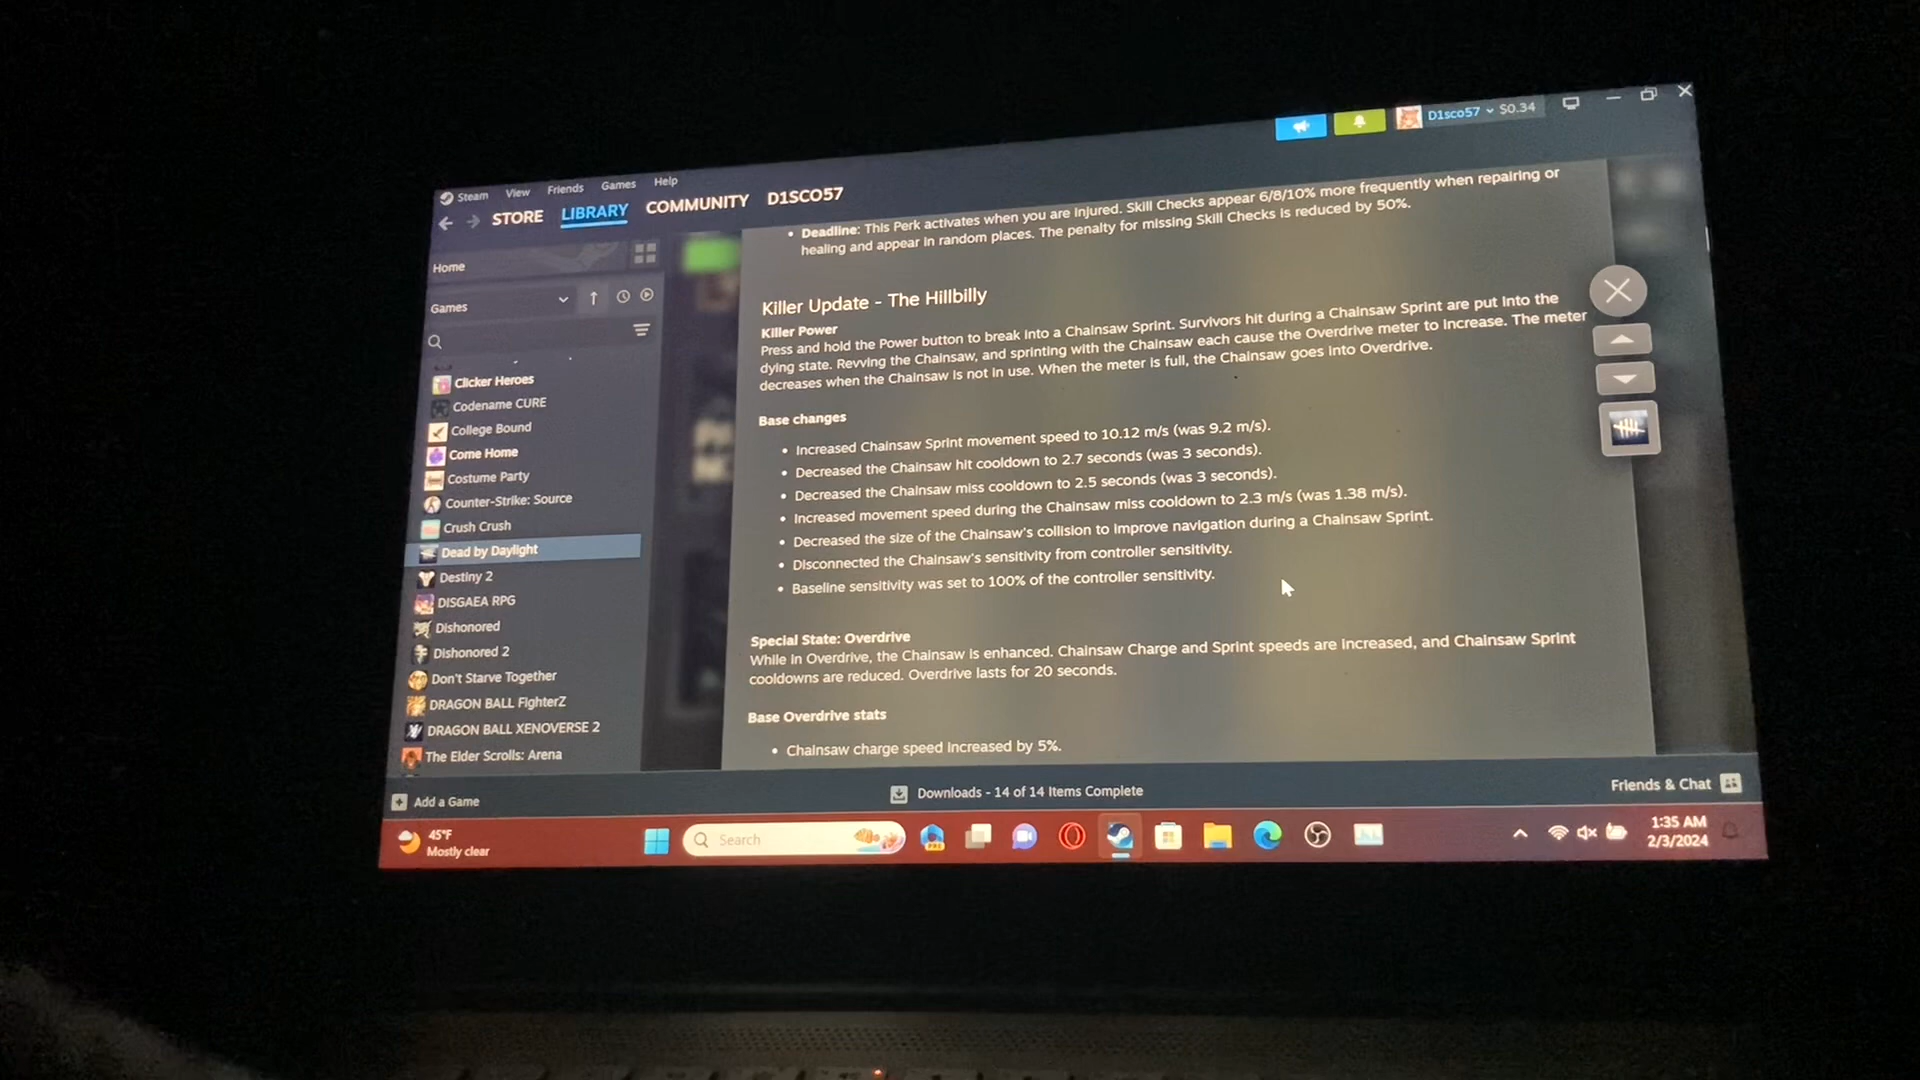 D1sco57 $0.34
Steam View Friends Games Help
STORE LIBRARY COMMUNITY D1SCO57
Home
Games
Clicker Heroes
Codename CURE
College Bound
Come Home
Costume Party
Counter-Strike: Source
Crush Crush
Dead by Daylight
Destiny 2
DISGAEA RPG
Dishonored
Dishonored 2
Don't Starve Together
DRAGON BALL FighterZ
DRAGON BALL XENOVERSE 2
The Elder Scrolls: Arena
• Deadline: This Perk activates when you are injured. Skill Checks appear 6/8/10% more frequently when repairing or
healing and appear in random places. The penalty for missing Skill Checks is reduced by 50%.
Killer Update - The Hillbilly
Killer Power
Press and hold the Power button to break into a Chainsaw Sprint. Survivors hit during a Chainsaw Sprint are put into the
dying state. Revving the Chainsaw, and sprinting with the Chainsaw each cause the Overdrive meter to increase. The meter
decreases when the Chainsaw is not in use. When the meter is full, the Chainsaw goes into Overdrive.
Base changes
• Increased Chainsaw Sprint movement speed to 10.12 m/s (was 9.2 m/s).
• Decreased the Chainsaw hit cooldown to 2.7 seconds (was 3 seconds).
• Decreased the Chainsaw miss cooldown to 2.5 seconds (was 3 seconds).
• Increased movement speed during the Chainsaw miss cooldown to 2.3 m/s (was 1.38 m/s).
• Decreased the size of the Chainsaw's collision to improve navigation during a Chainsaw Sprint.
• Disconnected the Chainsaw's sensitivity from controller sensitivity.
• Baseline sensitivity was set to 100% of the controller sensitivity.
Special State: Overdrive
While in Overdrive, the Chainsaw is enhanced. Chainsaw Charge and Sprint speeds are increased, and Chainsaw Sprint
cooldowns are reduced. Overdrive lasts for 20 seconds.
Base Overdrive stats
• Chainsaw charge speed increased by 5%.
Add a Game
Downloads - 14 of 14 Items Complete
Friends & Chat
45°F
Mostly clear
Search
PRE
1:35 AM
2/3/2024